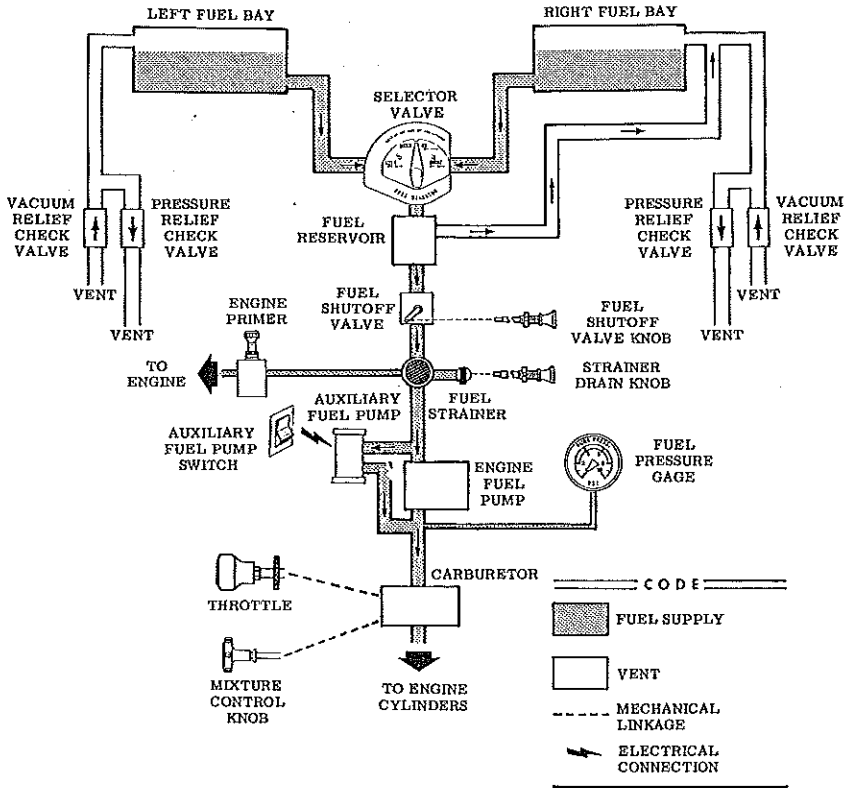 LEFT FUEL BAY
RIGHT FUEL BAY
SELECTOR
VALVE
VACUUM
RELIEF
CHECK
VALVE
PRESSURE
RELIEF
CHECK
VALVE
FUEL
RESERVOIR
PRESSURE
RELIEF
CHECK
VALVE
VACUUM
RELIEF
CHECK
VALVE
VENT
VENT
VENT
VENT
ENGINE
PRIMER
FUEL
SHUTOFF
VALVE
FUEL
SHUTOFF
VALVE KNOB
TO
ENGINE
STRAINER
DRAIN KNOB
FUEL
STRAINER
AUXILIARY
FUEL PUMP
AUXILIARY
FUEL PUMP
SWITCH
ENGINE
FUEL
PUMP
FUEL
PRESSURE
GAGE
PSI
THROTTLE
CARBURETOR
MIXTURE
CONTROL
KNOB
TO ENGINE
CYLINDERS
CODE
FUEL SUPPLY
VENT
MECHANICAL
LINKAGE
ELECTRICAL
CONNECTION